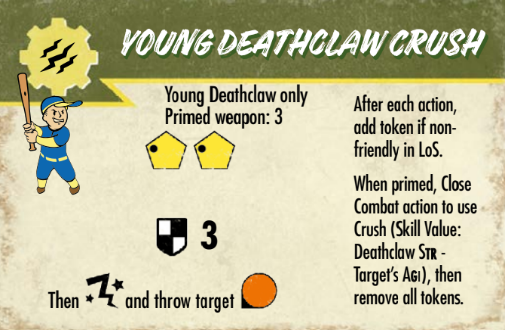 YOUNG DEATHCLAW CRUSH
Young Deathclaw only
Primed weapon: 3
3
Then and throw target
After each action,
add token if non-
friendly in LoS.
When primed, Close
Combat action to use
Crush (Skill Value:
Deathclaw STR -
Target's AGI), then
remove all tokens.